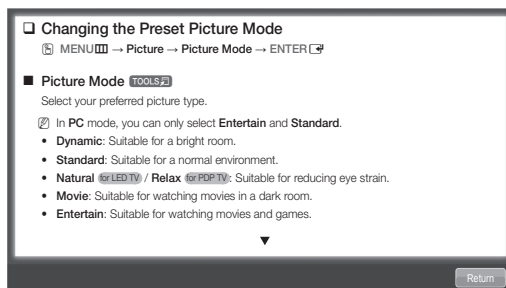 ❑ Changing the Preset Picture Mode
MENU → Picture → Picture Mode → ENTER
■ Picture Mode TOOLS
Select your preferred picture type.
In PC mode, you can only select Entertain and Standard.
• Dynamic: Suitable for a bright room.
• Standard: Suitable for a normal environment.
• Natural for LED TV / Relax for PDP TV: Suitable for reducing eye strain.
• Movie: Suitable for watching movies in a dark room.
• Entertain: Suitable for watching movies and games.
▼
Return